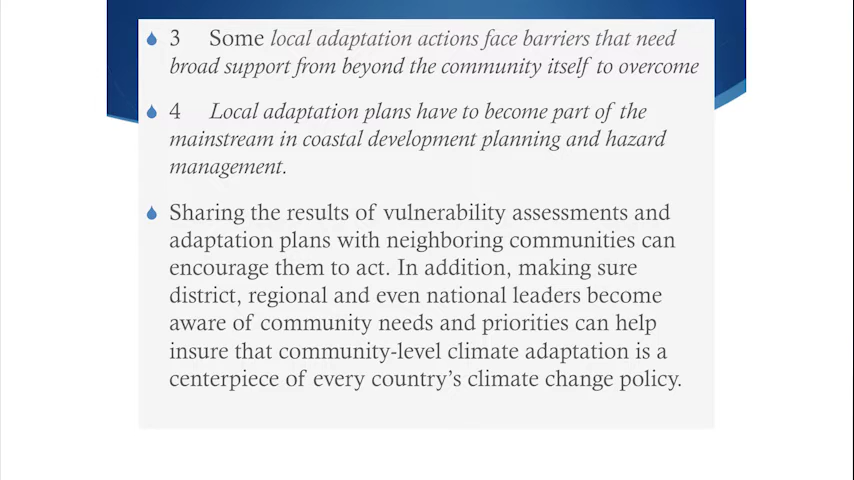 3 Some local adaptation actions face barriers that need
broad support from beyond the community itself to overcome
4 Local adaptation plans have to become part of the
mainstream in coastal development planning and hazard
management.
Sharing the results of vulnerability assessments and
adaptation plans with neighboring communities can
encourage them to act. In addition, making sure
district, regional and even national leaders become
aware of community needs and priorities can help
insure that community-level climate adaptation is a
centerpiece of every country’s climate change policy.